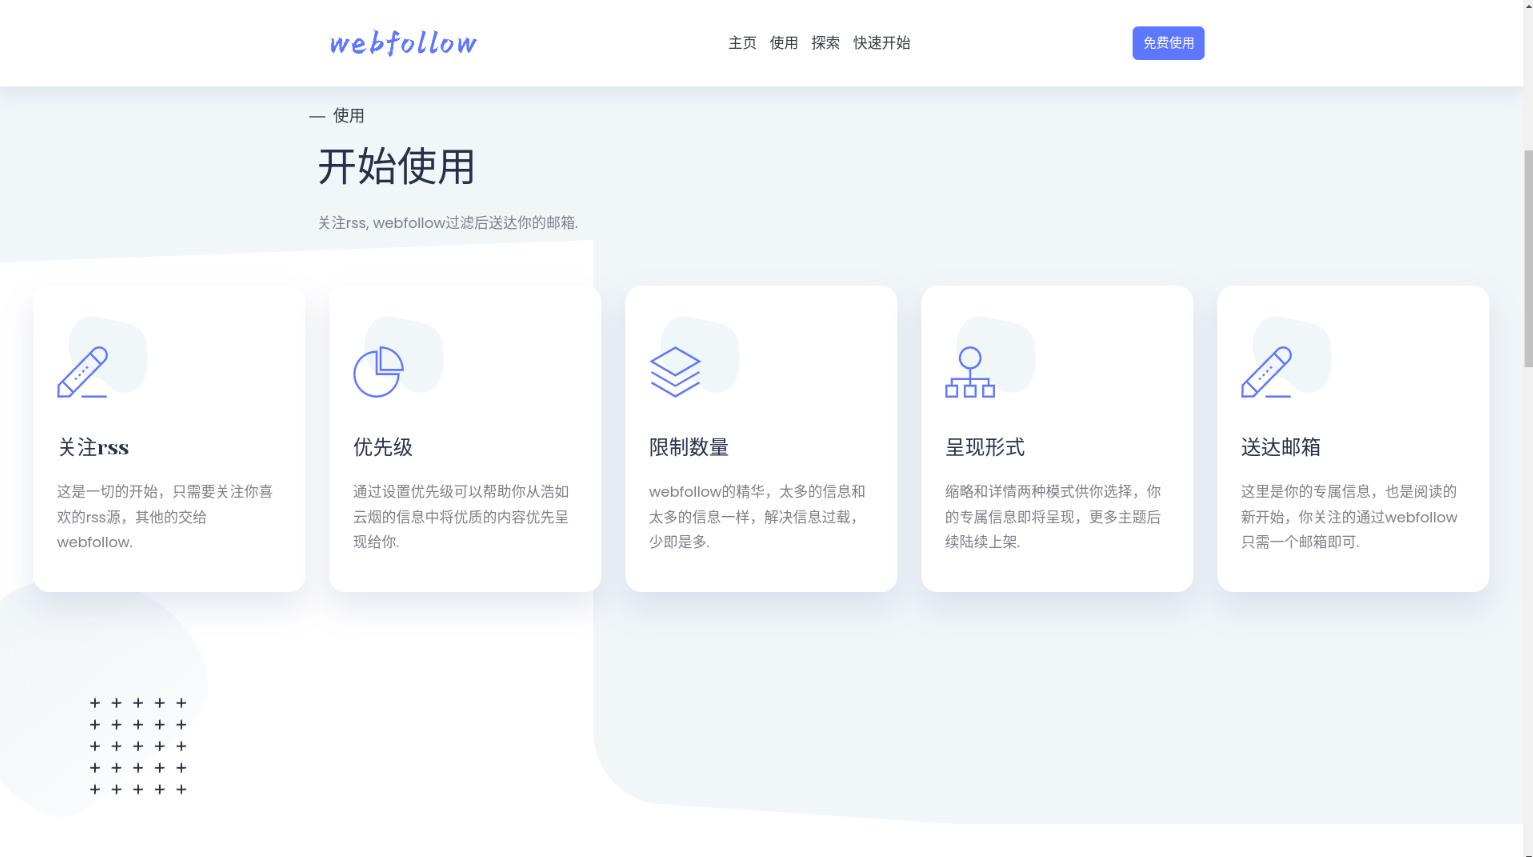 webfollow
主页 使用 探索 快速开始
免费使用
— 使用
开始使用
关注rss, webfollow过滤后送达你的邮箱.
关注rss
这是一切的开始，只需要关注你喜
欢的rss源，其他的交给
webfollow.
优先级
通过设置优先级可以帮助你从浩如
云烟的信息中将优质的内容优先呈
现给你.
限制数量
webfollow的精华，太多的信息和
太多的信息一样，解决信息过载，
少即是多.
呈现形式
缩略和详情两种模式供你选择，你
的专属信息即将呈现，更多主题后
续陆续上架.
送达邮箱
这里是你的专属信息，也是阅读的
新开始，你关注的通过webfollow
只需一个邮箱即可.